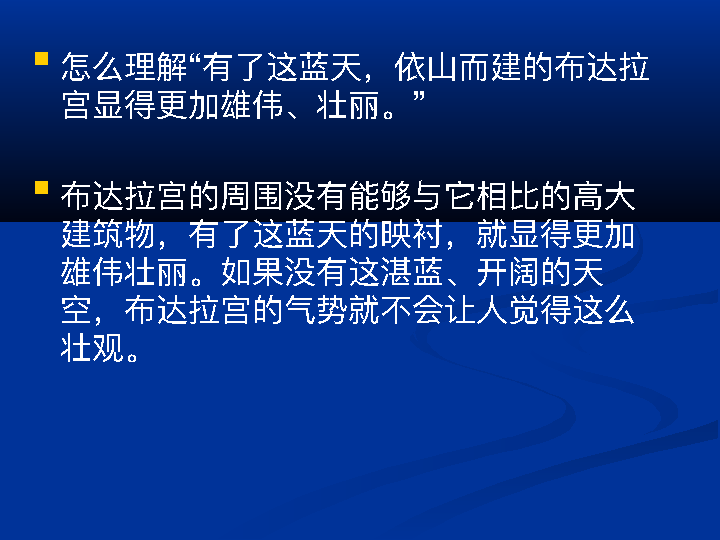 怎么理解“有了这蓝天，依山而建的布达拉
宫显得更加雄伟、壮丽。”
布达拉宫的周围没有能够与它相比的高大
建筑物，有了这蓝天的映衬，就显得更加
雄伟壮丽。如果没有这湛蓝、开阔的天
空，布达拉宫的气势就不会让人觉得这么
壮观。